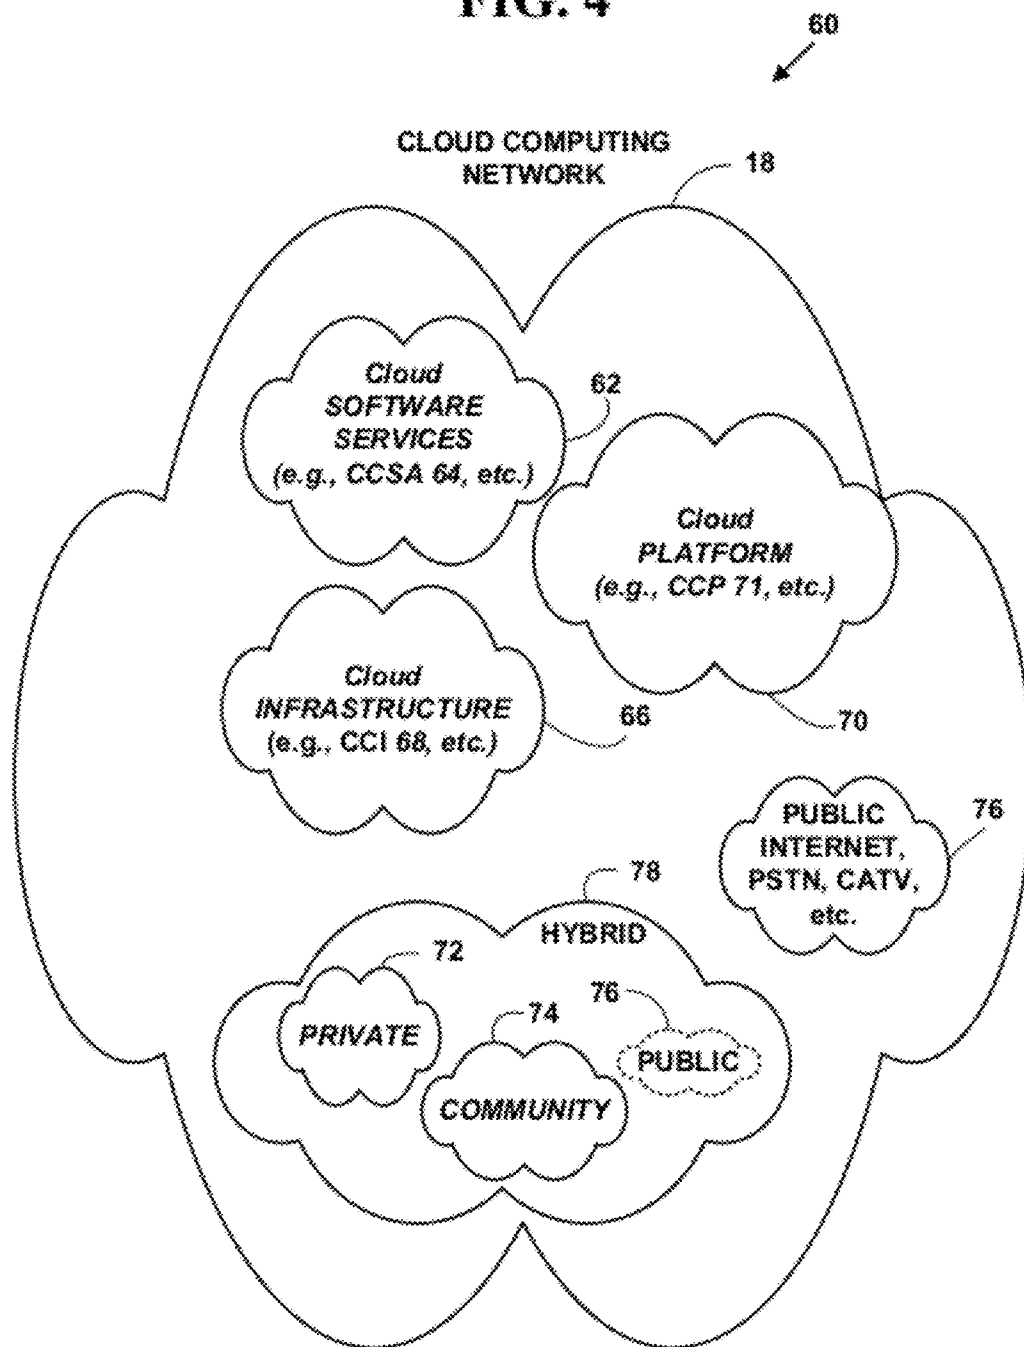 FIG. 4
60
CLOUD COMPUTING
NETWORK
18
Cloud
SOFTWARE
SERVICES
(e.g., CCSA 64, etc.)
62
Cloud
PLATFORM
(e.g., CCP 71, etc.)
70
Cloud
INFRASTRUCTURE
(e.g., CCI 68, etc.)
66
PUBLIC
INTERNET,
PSTN, CATV,
etc.
76
78
HYBRID
72
PRIVATE
74
COMMUNITY
76
PUBLIC